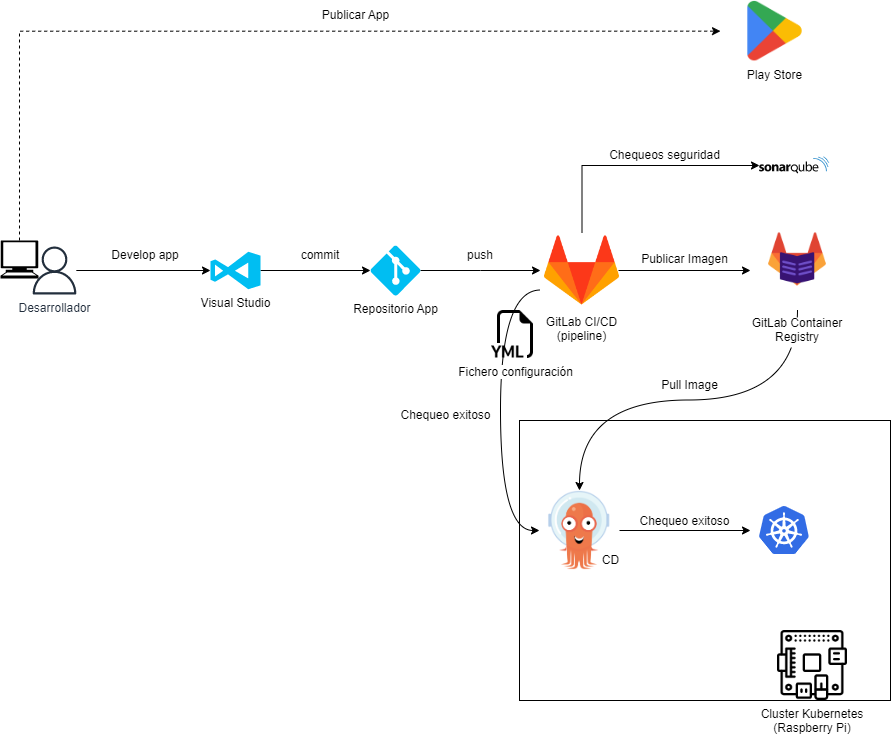 Publicar App
Play Store
Chequeos seguridad
sonarqube
Develop app
commit
push
Publicar Imagen
Visual Studio
Desarrollador
Repositorio App
GitLab CI/CD
(pipeline)
GitLab Container
Registry
YML
Fichero configuración
Pull Image
Chequeo exitoso
Chequeo exitoso
CD
Cluster Kubernetes
(Raspberry Pi)